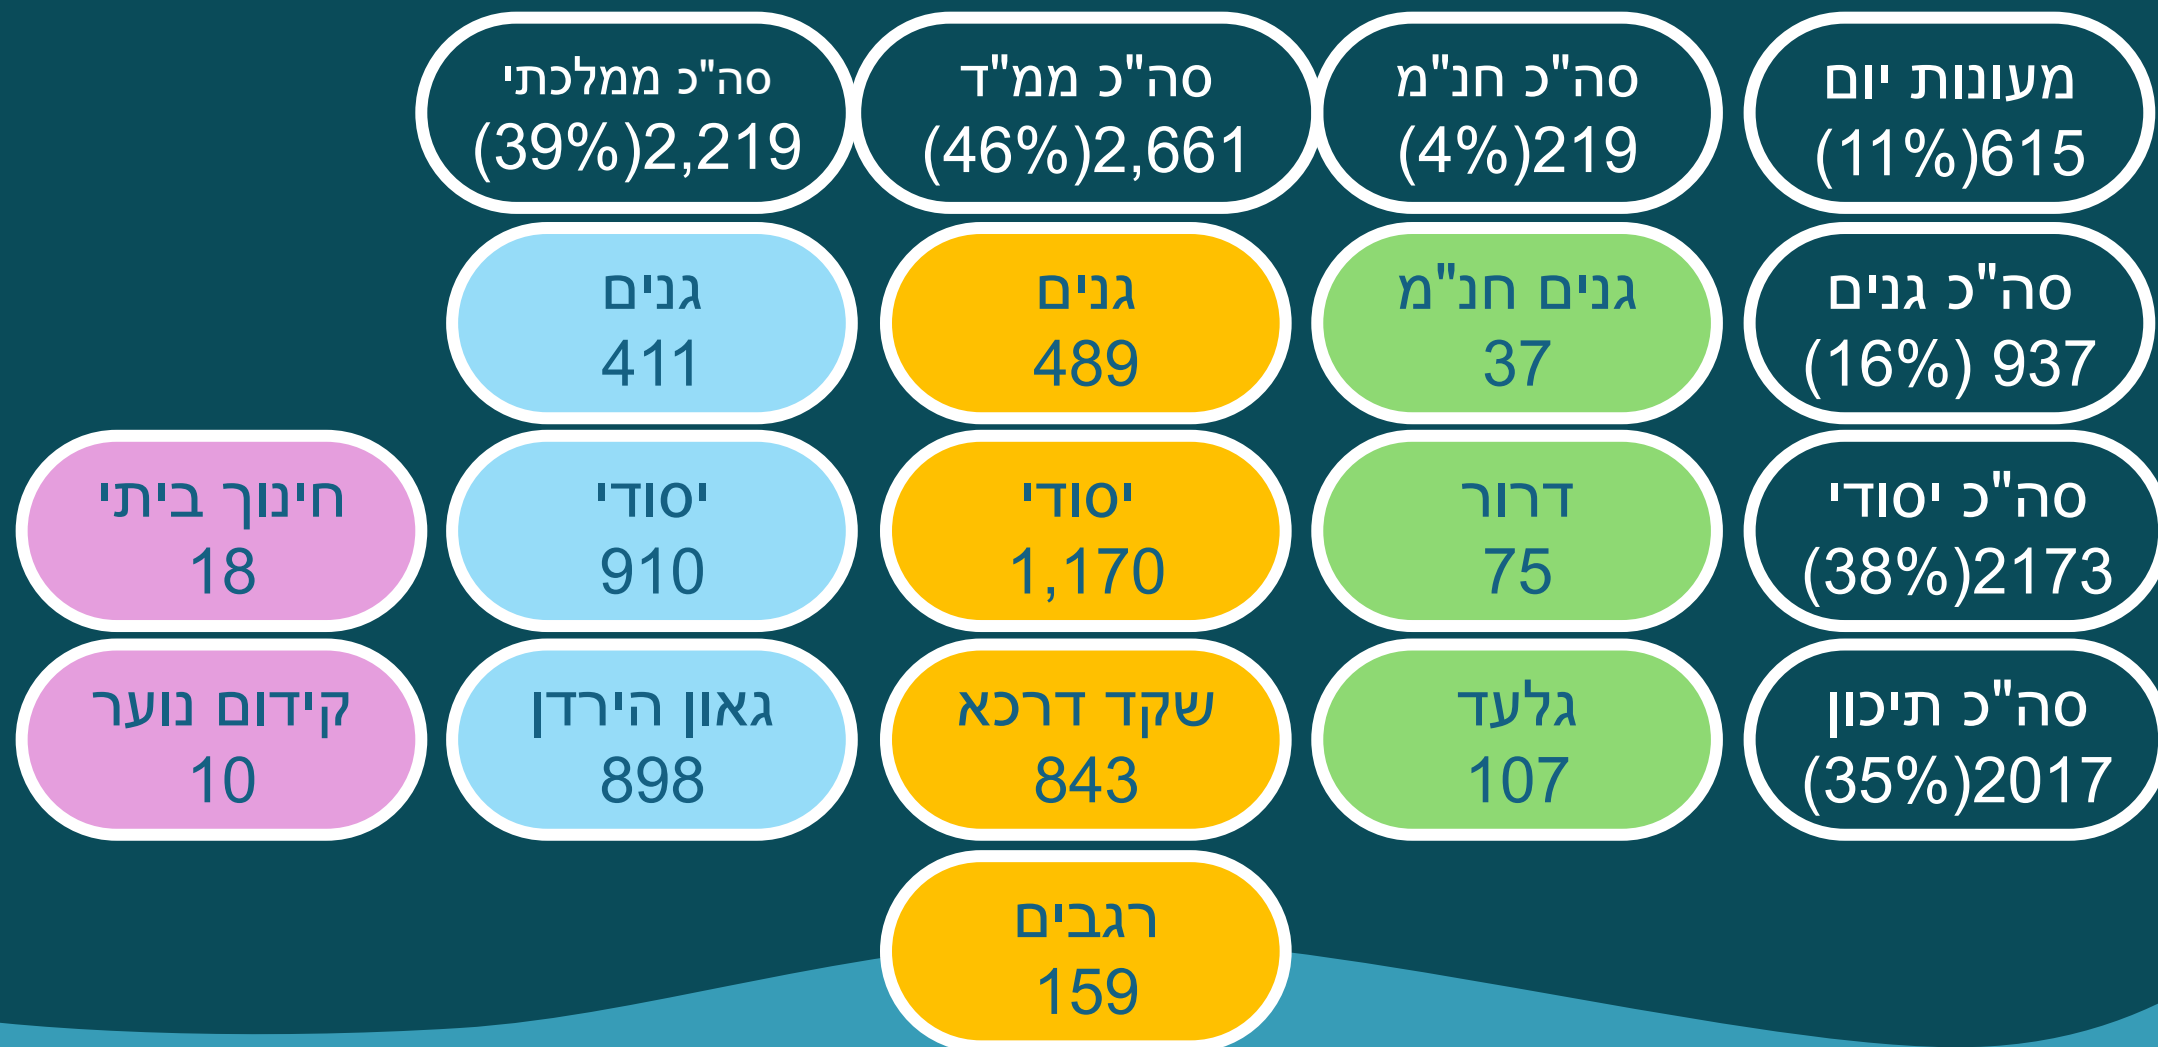 מעונות יום
615(11%)
סה"כ חנ"מ
219(4%)
סה"כ ממ"ד
2,661(46%)
סה"כ ממלכתי
2,219(39%)
סה"כ גנים
937 (16%)
גנים חנ"מ
37
גנים
489
גנים
411
סה"כ יסודי
2173(38%)
דרור
75
יסודי
1,170
יסודי
910
חינוך ביתי
18
סה"כ תיכון
2017(35%)
גלעד
107
שקד דרכא
843
גאון הירדן
898
קידום נוער
10
רגבים
159